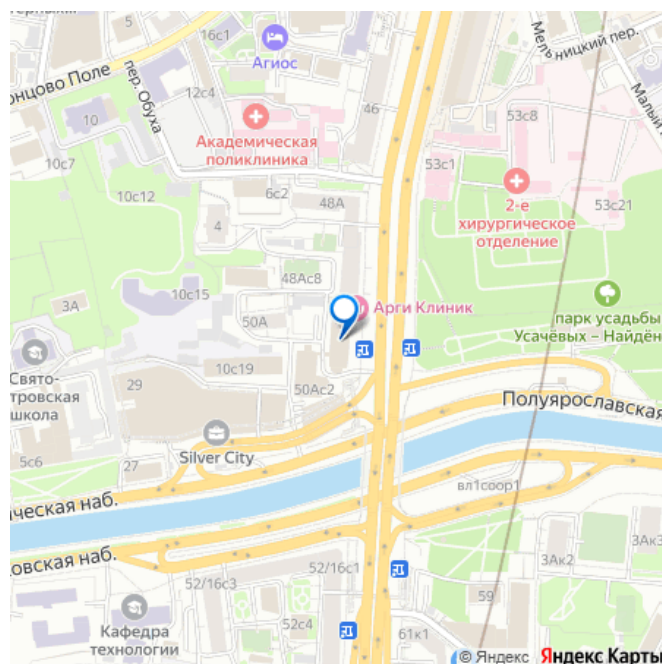 16с1
Мель
ницкий пер.
Малый
Агиос
онцово Поле
пер. Обуха
12с4
46
10
Академическая
поликлиника
53с8
53с1
10с7
10с12
6с2
48А
2-е
хирургическое
отделение
53с21
4
48Ас8
3А
10с15
50А
Арги Клиник
парк усадьбы
Усачёвых – Найдён
Свято-
тровская
школа
29
10с19
50Ас2
Полуярославская
Silver City
5с6
27
ическая наб.
вл1соор1
овская наб.
3Ак3
3Ак2
52/16с1
52/16с3
59
Кафедра
технологии
52с4
61к1
© Яндекс Яндекс Карты